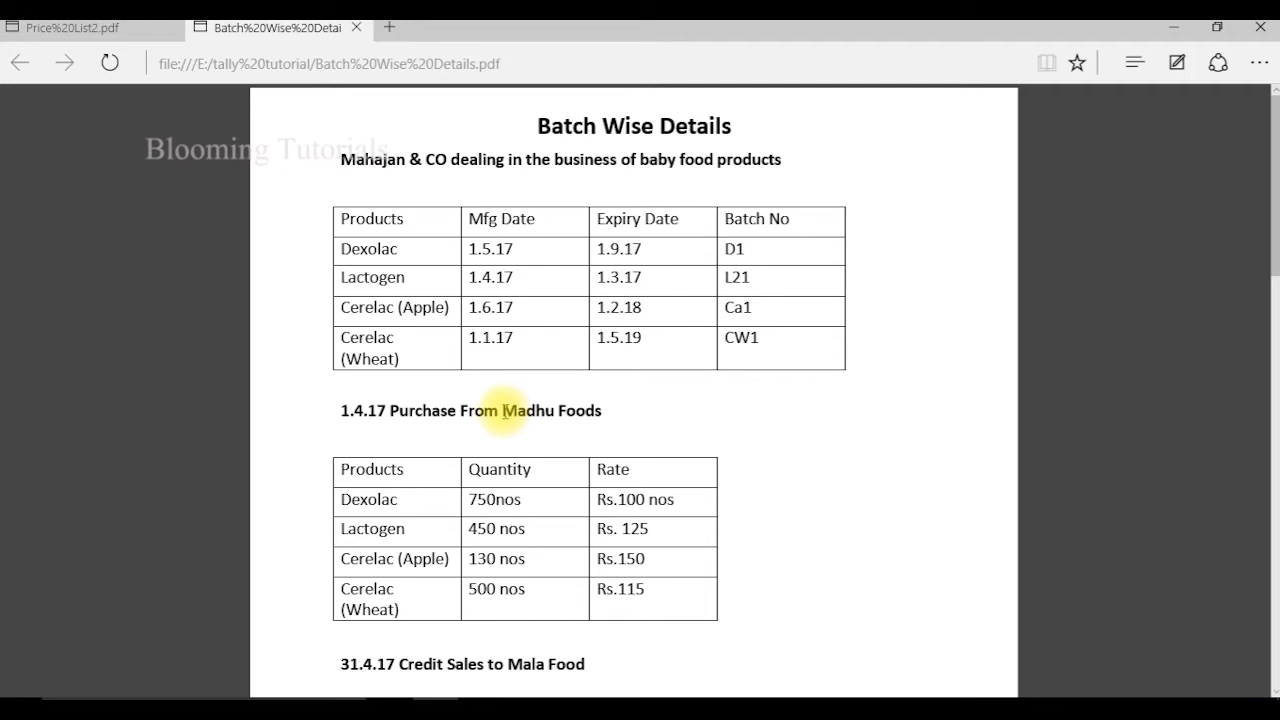 Price%20List2.pdf
Batch%20Wise%20Detai
file:///E:/tally%20tutorial/Batch%20Wise%20Details.pdf
Blooming Tutorials
Batch Wise Details
Mahajan & CO dealing in the business of baby food products
Products Mfg Date Expiry Date Batch No
Dexolac 1.5.17 1.9.17 D1
Lactogen 1.4.17 1.3.17 L21
Cerelac (Apple) 1.6.17 1.2.18 Ca1
Cerelac 1.1.17 1.5.19 CW1
(Wheat)
1.4.17 Purchase From Madhu Foods
Products Quantity Rate
Dexolac 750nos Rs.100 nos
Lactogen 450 nos Rs. 125
Cerelac (Apple) 130 nos Rs.150
Cerelac 500 nos Rs.115
(Wheat)
31.4.17 Credit Sales to Mala Food